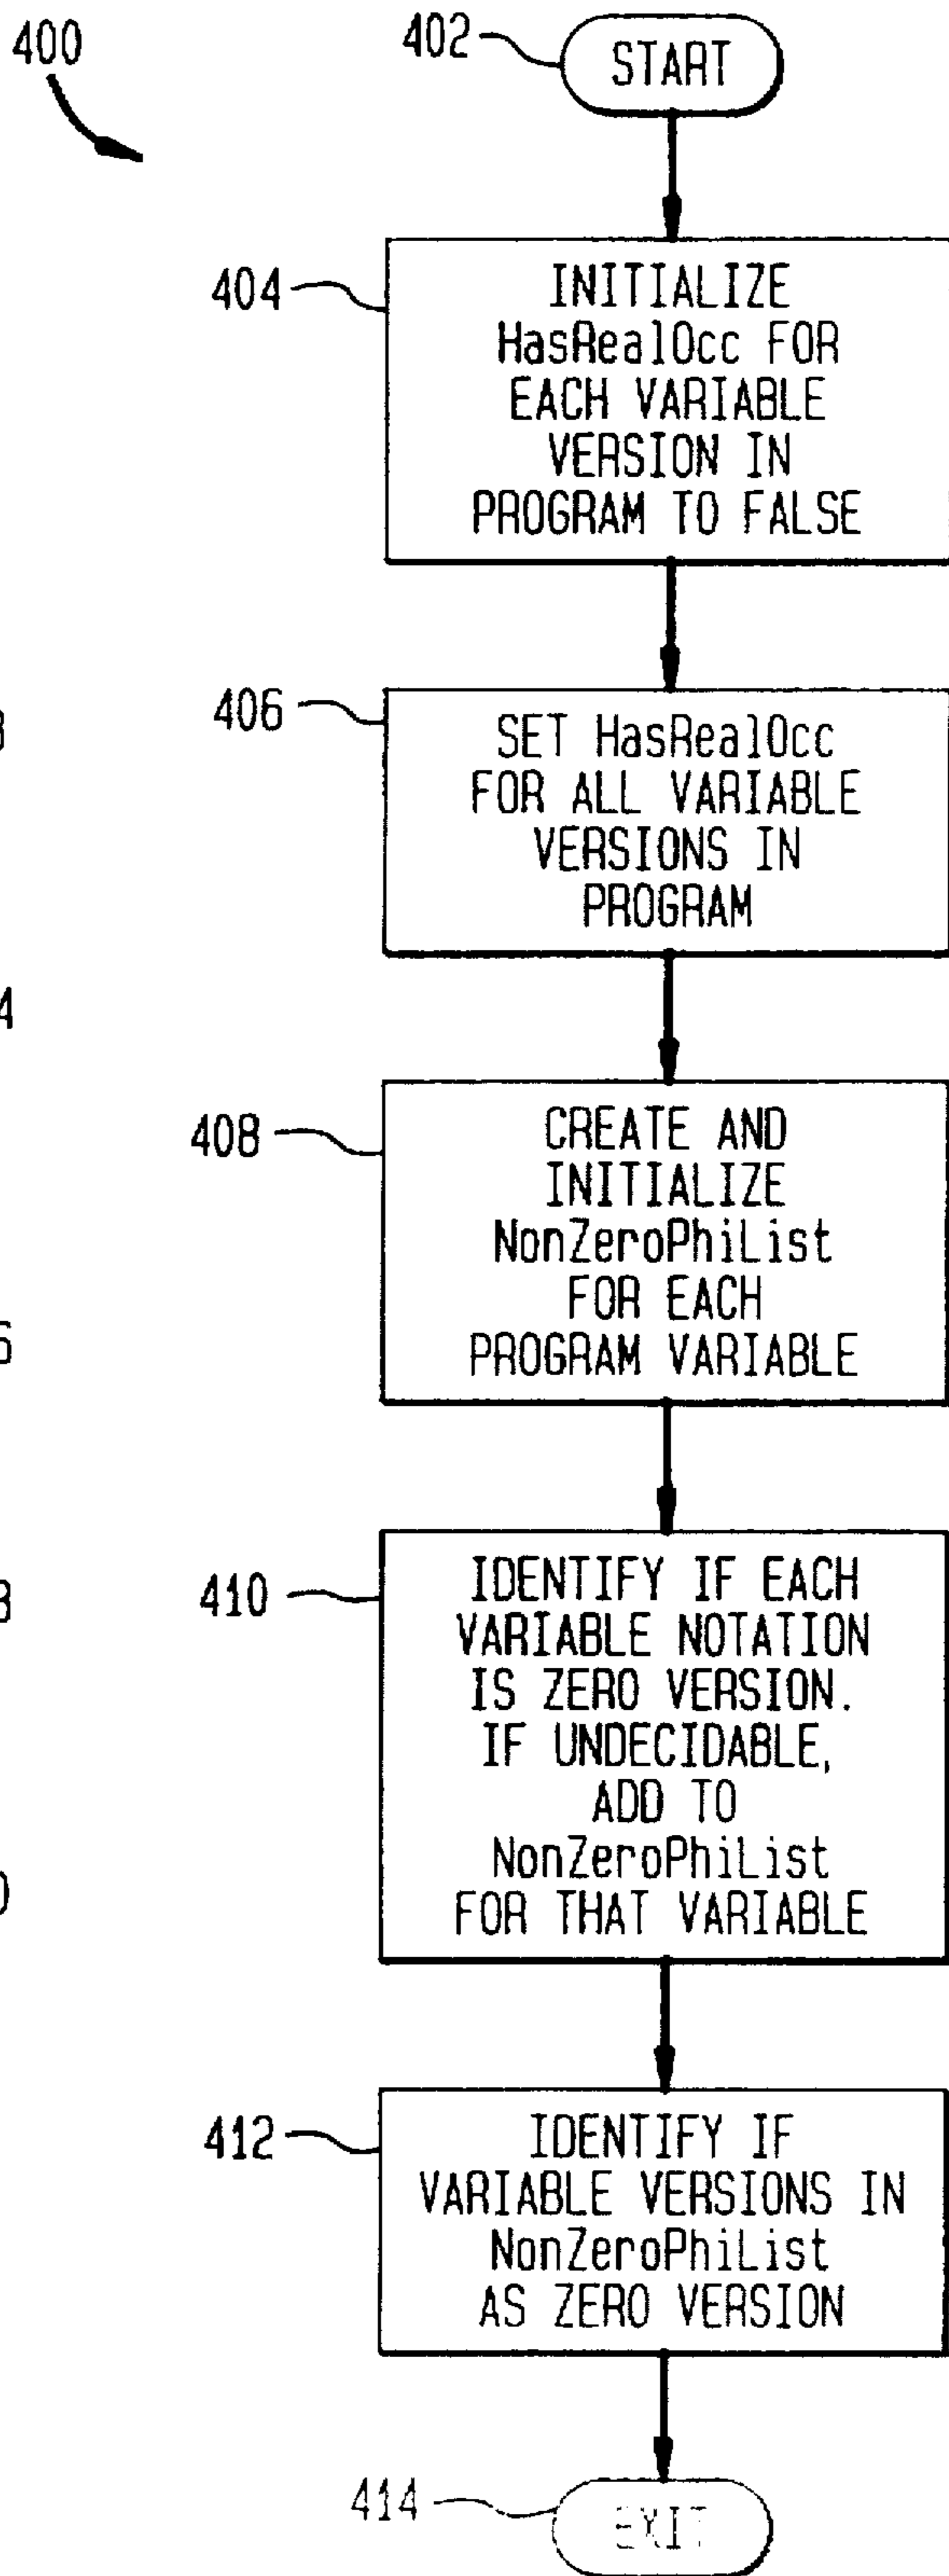 400
402
START
404
INITIALIZE
HasRealOcc FOR
EACH VARIABLE
VERSION IN
PROGRAM TO FALSE
406
SET HasRealOcc
FOR ALL VARIABLE
VERSIONS IN
PROGRAM
408
CREATE AND
INITIALIZE
NonZeroPhiList
FOR EACH
PROGRAM VARIABLE
410
IDENTIFY IF EACH
VARIABLE NOTATION
IS ZERO VERSION.
IF UNDECIDABLE,
ADD TO
NonZeroPhiList
FOR THAT VARIABLE
412
IDENTIFY IF
VARIABLE VERSIONS IN
NonZeroPhiList
AS ZERO VERSION
414
EXIT